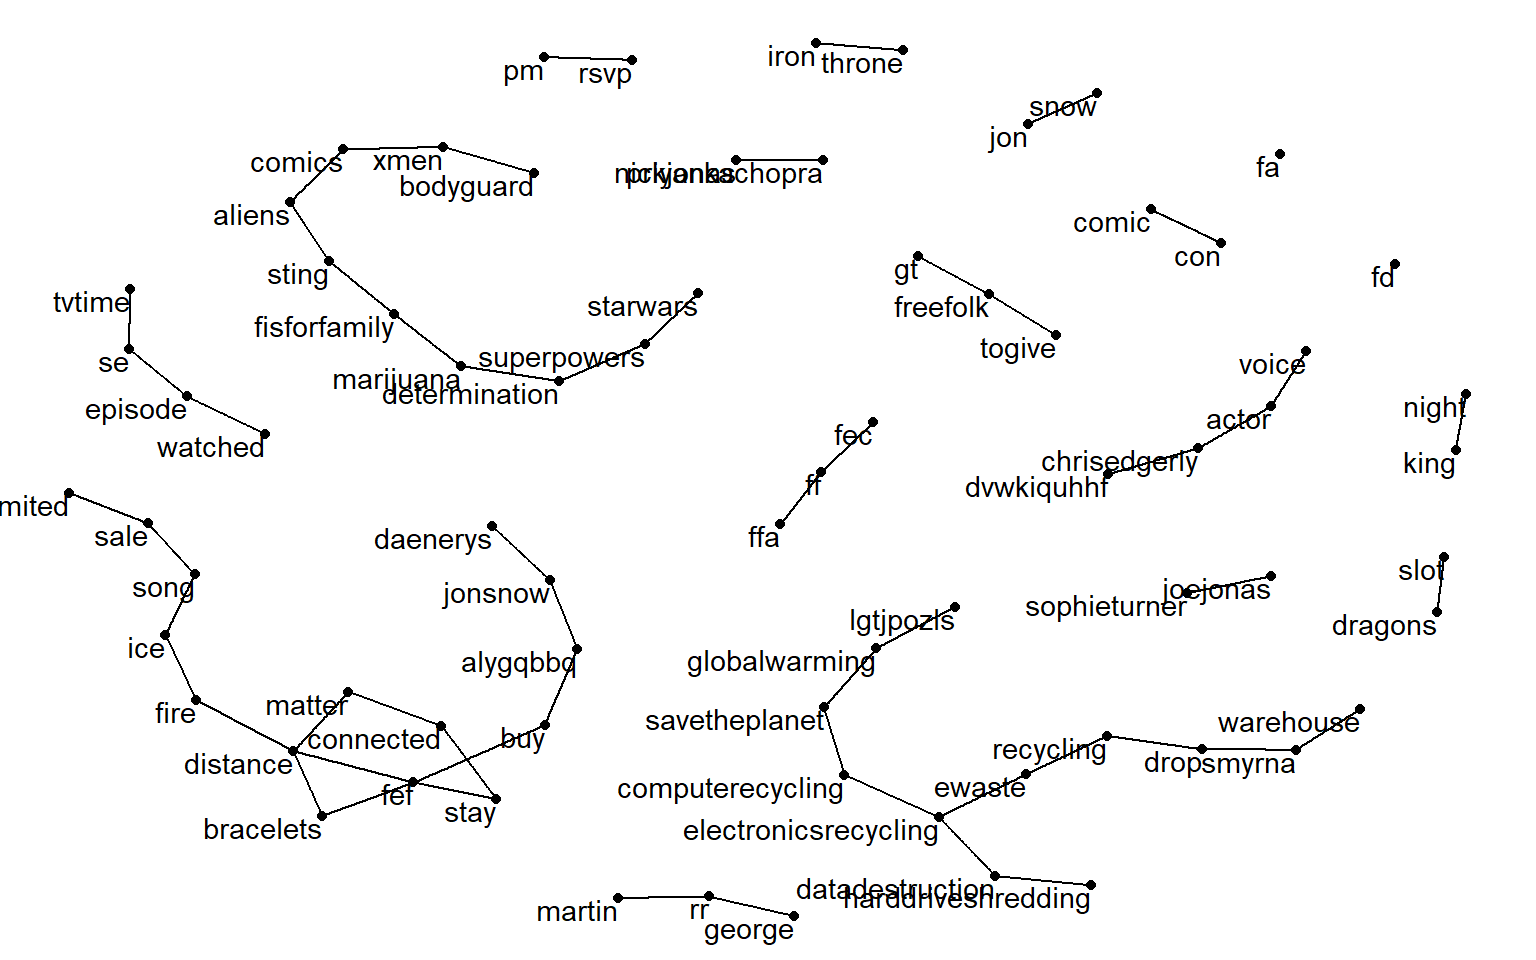 iron
throne
pm
rsvp
snow
jon
comics
xmen
bodyguard
nickjonas
priyankachopra
fa
aliens
comic
con
sting
gt
freefolk
togive
fd
tvtime
se
episode
watched
fisforfamily
marijuana
determination
superpowers
starwars
voice
actor
chrisedgerly
dvwkiquhhf
night
king
fec
ff
ffa
mited
sale
song
ice
fire
distance
matter
connected
bracelets
fef
stay
buy
alygqbbq
jonsnow
daenerys
slot
dragons
joejonas
sophieturner
lgtjpozls
globalwarming
savetheplanet
computerecycling
electronicsrecycling
ewaste
recycling
drop
smyrna
warehouse
datadestruction
harddriveshredding
martin
rr
george